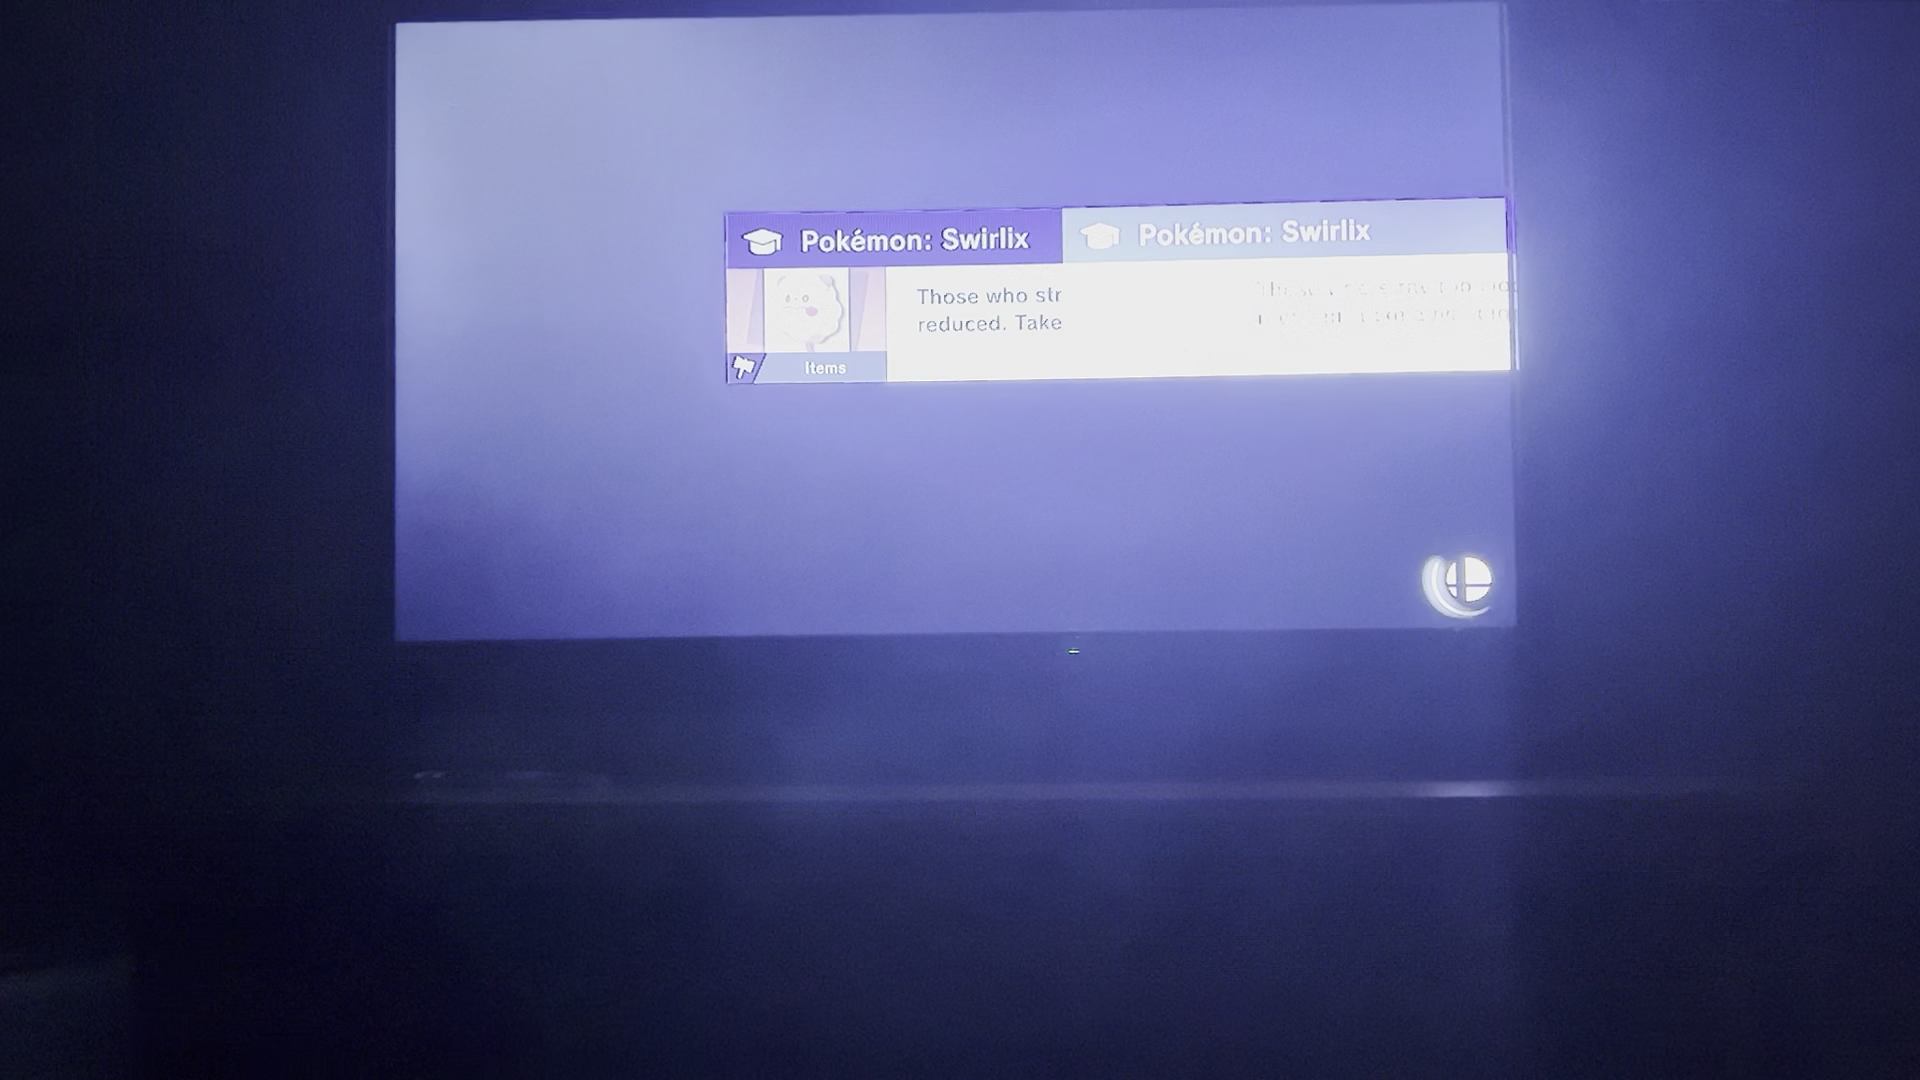 Pokémon: Swirlix
Pokémon: Swirlix
Those who str
reduced. Take
Items